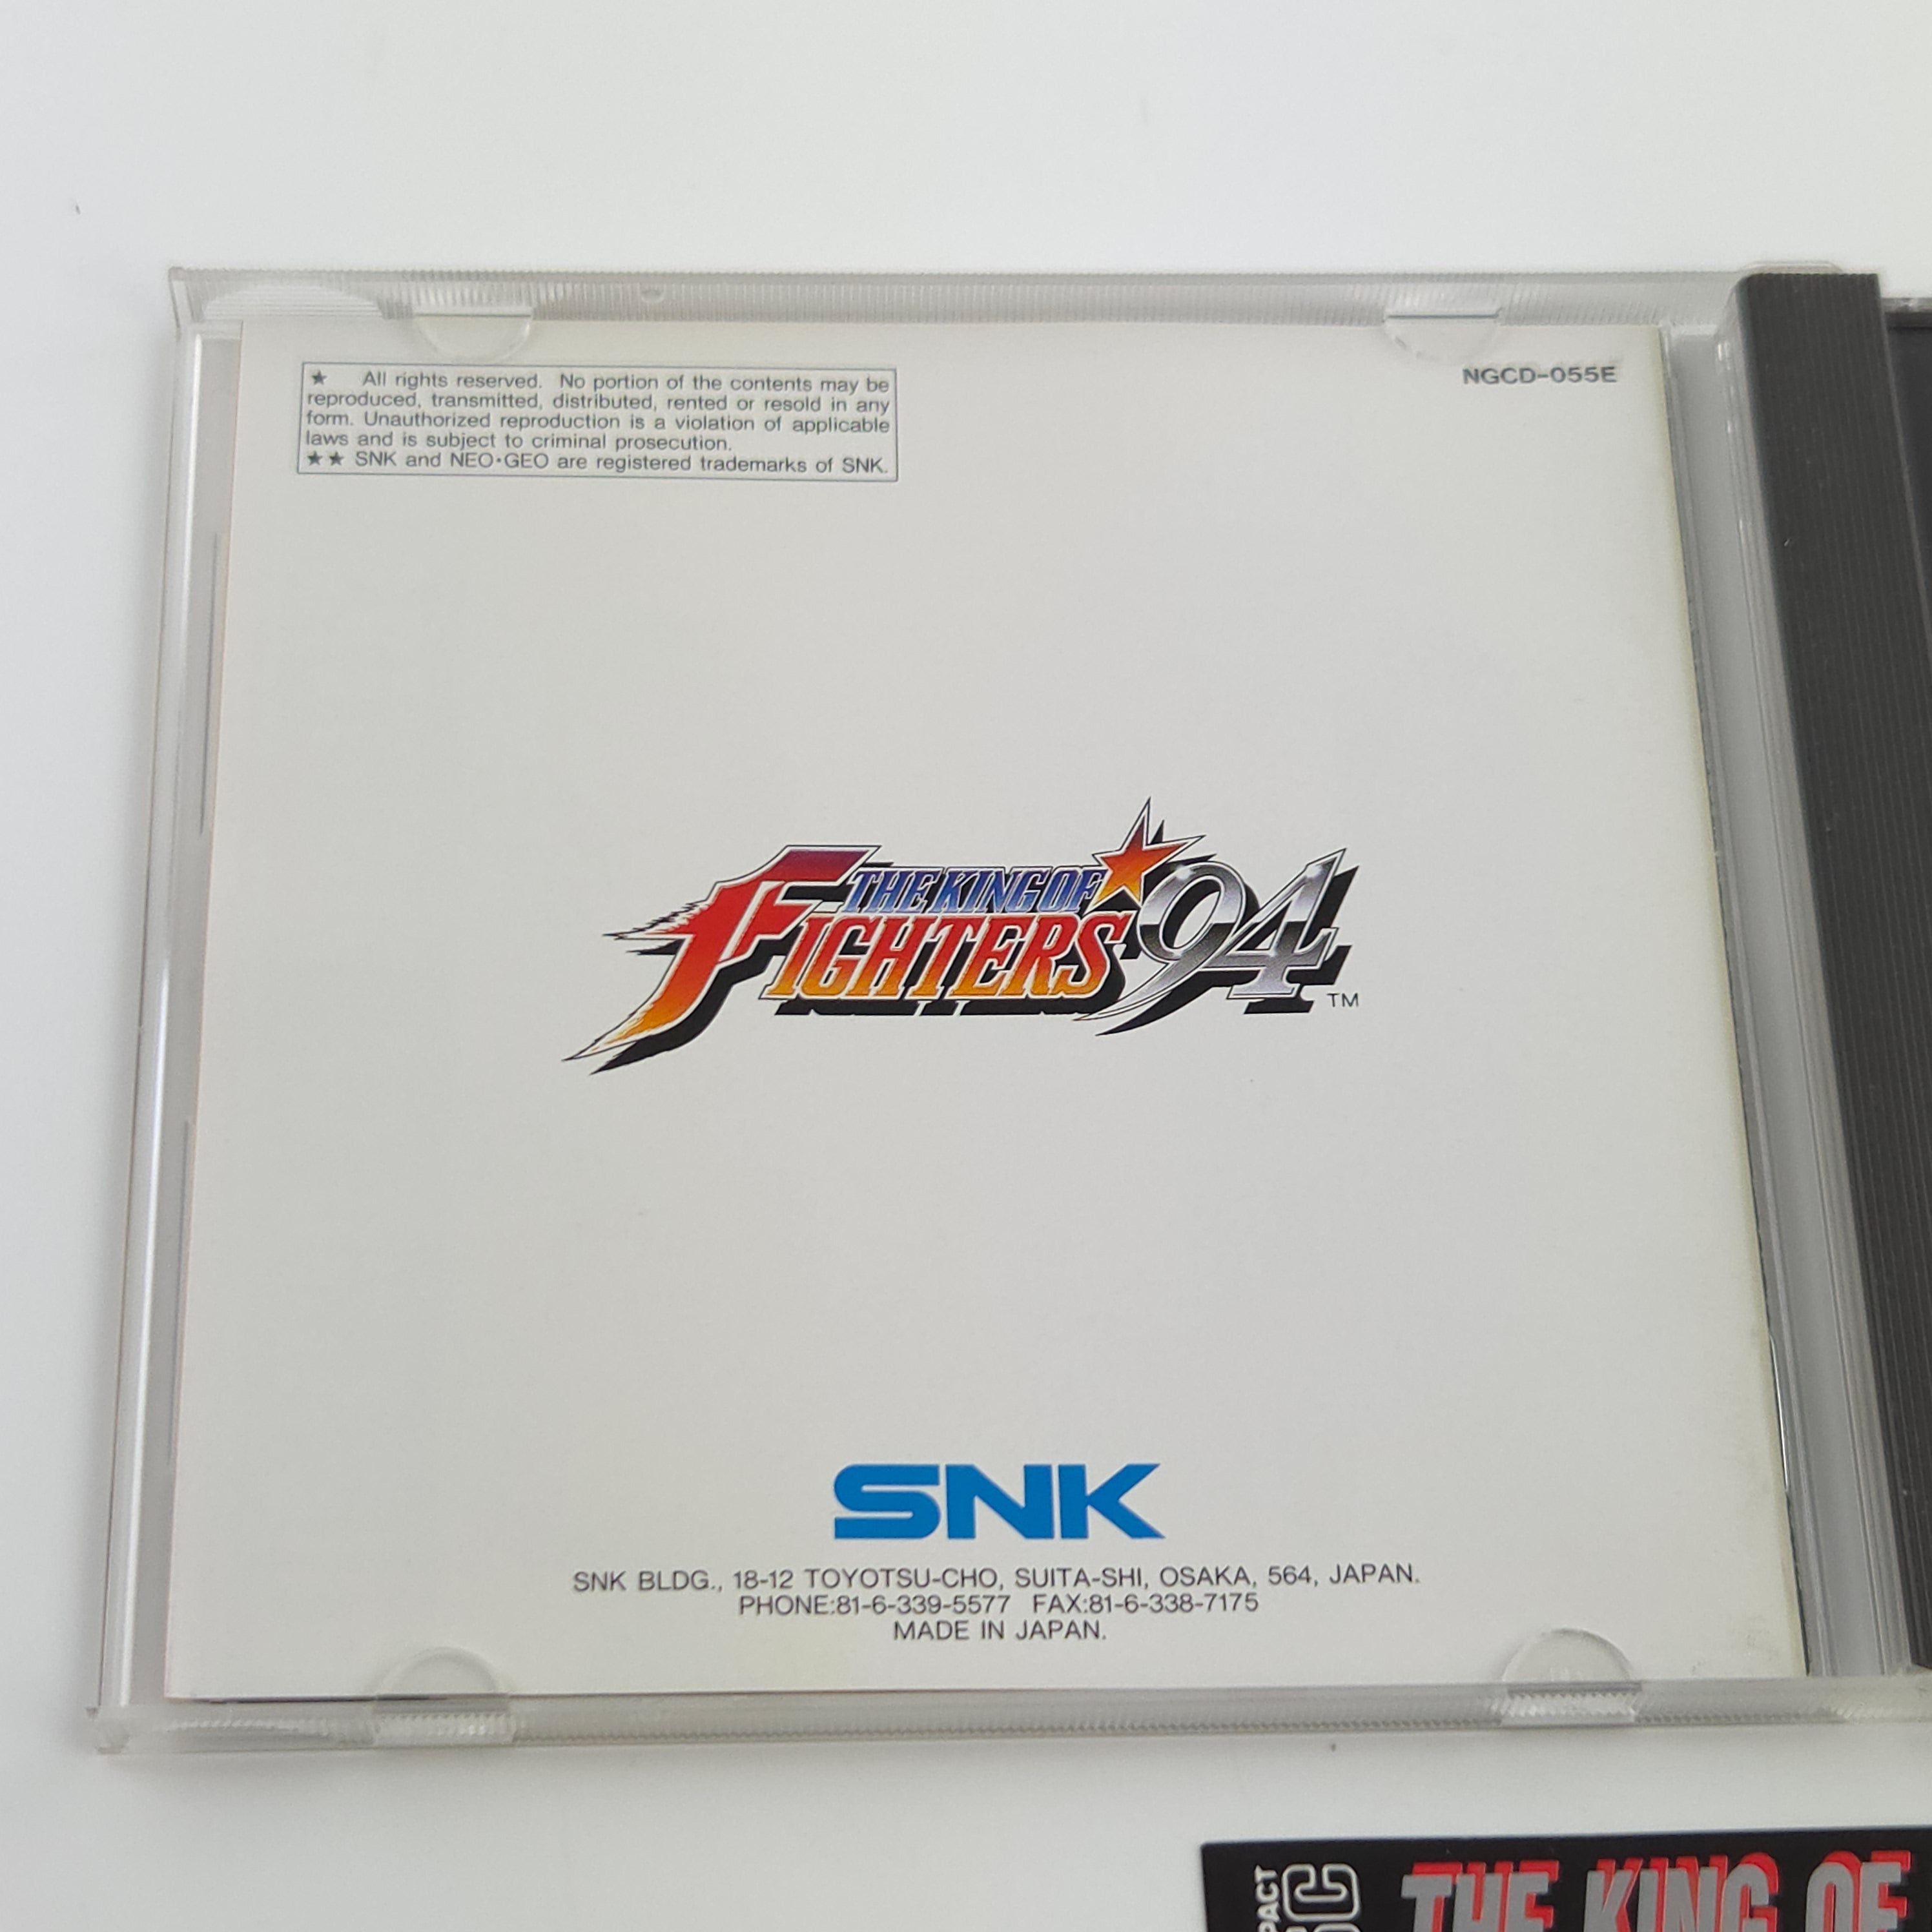 ★ All rights reserved. No portion of the contents may be
reproduced, transmitted, distributed, rented or resold in any
form. Unauthorized reproduction is a violation of applicable
laws and is subject to criminal prosecution.
★★ SNK and NEO・GEO are registered trademarks of SNK.
NGCD-055E
THE KING OF
FIGHTERS '94
TM
SNK
SNK BLDG., 18-12 TOYOTSU-CHO, SUITA-SHI, OSAKA, 564, JAPAN.
PHONE:81-6-339-5577 FAX:81-6-338-7175
MADE IN JAPAN.
THE KING OF